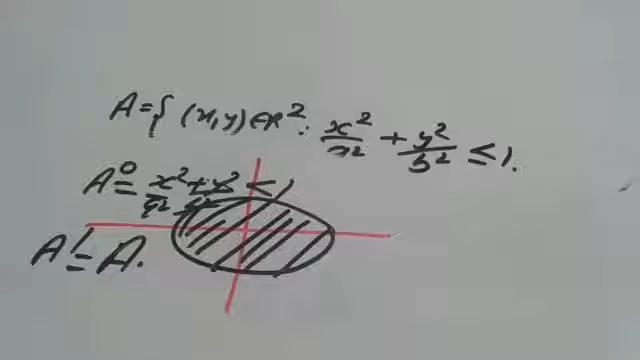 A = { (x,y) ∈ R² : x²/a² + y²/b² ≤ 1.
A° = x²/a² + y²/b² < 1
A' = A.